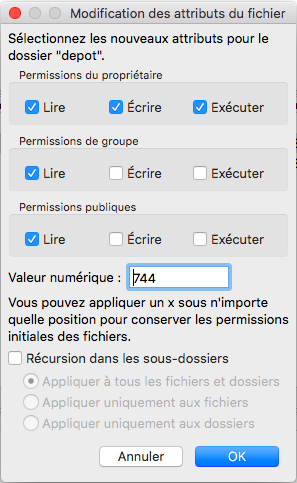 Modification des attributs du fichier
Sélectionnez les nouveaux attributs pour le
dossier "depot".
Permissions du propriétaire
Lire Écrire Exécuter
Permissions de groupe
Lire Écrire Exécuter
Permissions publiques
Lire Écrire Exécuter
Valeur numérique : 744
Vous pouvez appliquer un x sous n'importe
quelle position pour conserver les permissions
initiales des fichiers.
Récursion dans les sous-dossiers
Appliquer à tous les fichiers et dossiers
Appliquer uniquement aux fichiers
Appliquer uniquement aux dossiers
Annuler OK